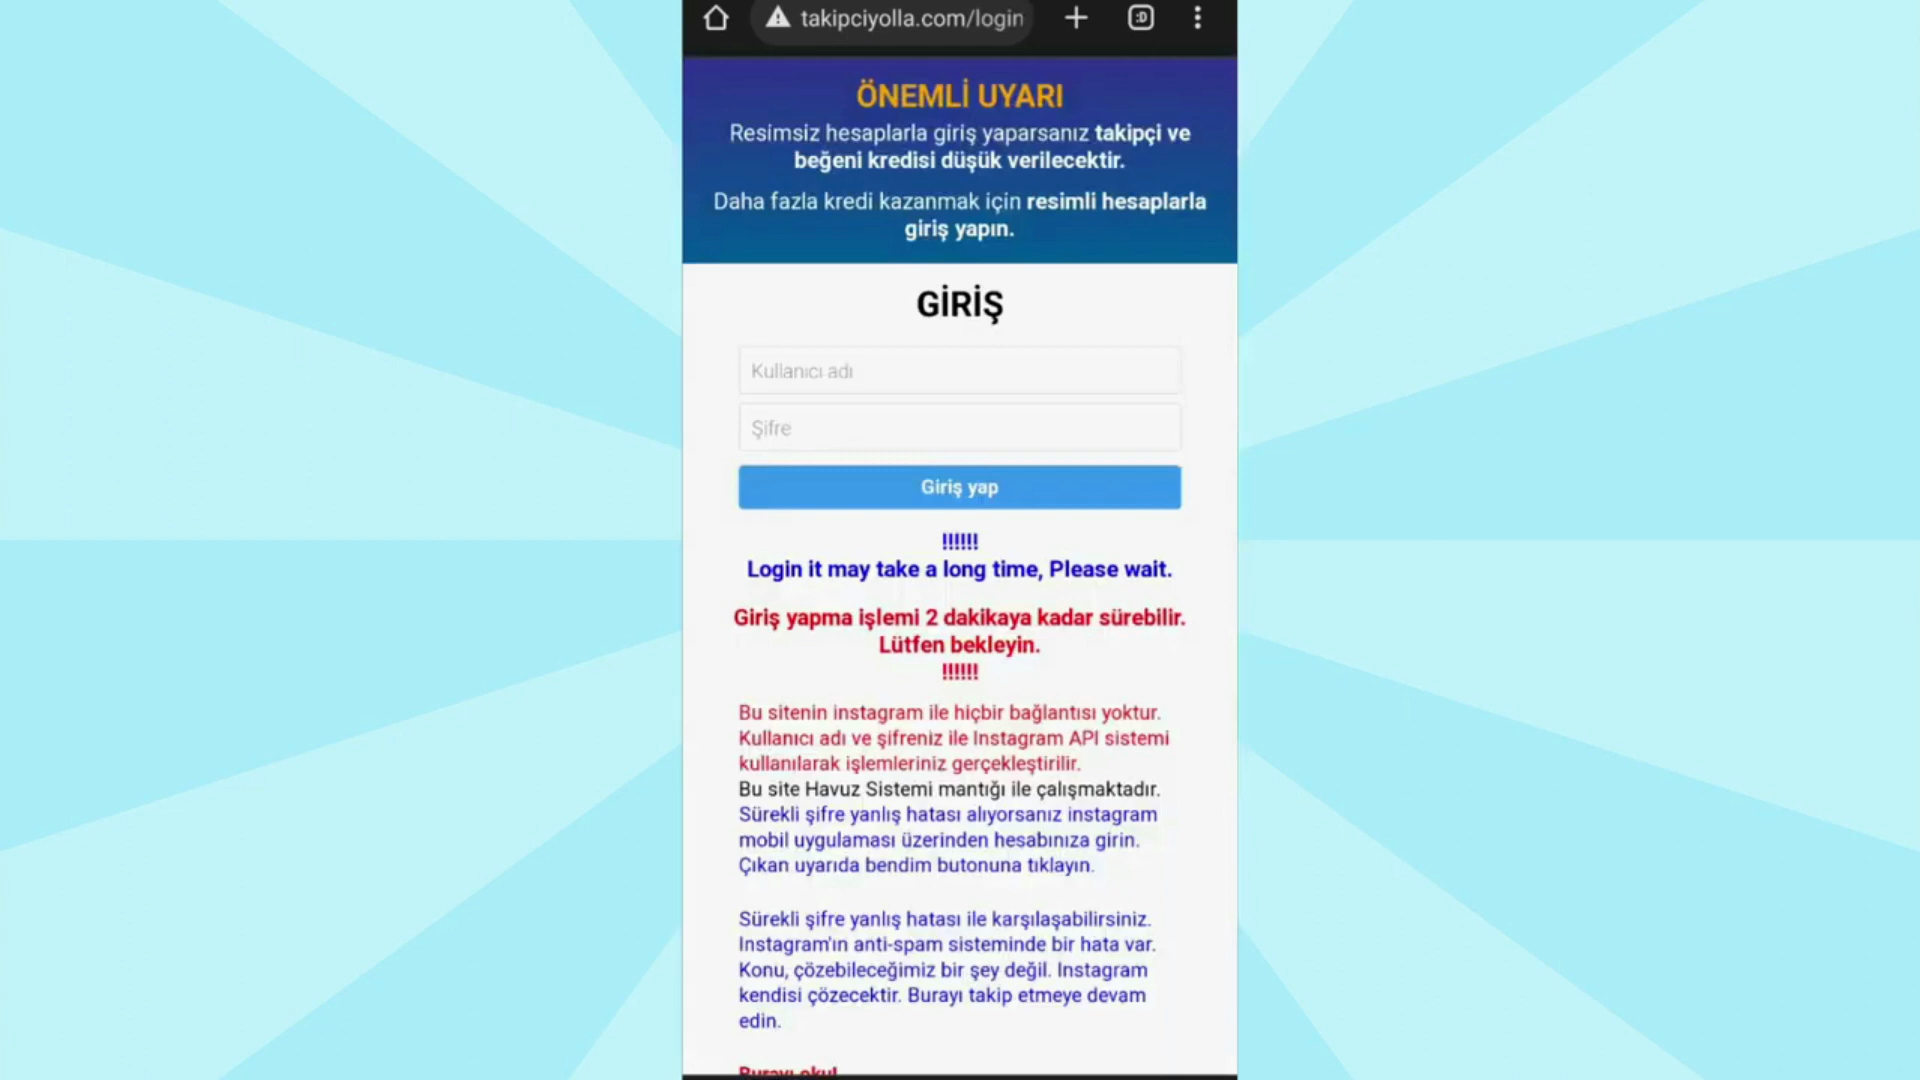 takipciyolla.com/login
:D
ÖNEMLİ UYARI
Resimsiz hesaplarla giriş yaparsanız takipçi ve
beğeni kredisi düşük verilecektir.
Daha fazla kredi kazanmak için resimli hesaplarla
giriş yapın.
GİRİŞ
Kullanıcı adı
Şifre
Giriş yap
!!!!!!
Login it may take a long time, Please wait.
Giriş yapma işlemi 2 dakikaya kadar sürebilir.
Lütfen bekleyin.
!!!!!!
Bu sitenin instagram ile hiçbir bağlantısı yoktur.
Kullanıcı adı ve şifreniz ile Instagram API sistemi
kullanılarak işlemleriniz gerçekleştirilir.
Bu site Havuz Sistemi mantığı ile çalışmaktadır.
Sürekli şifre yanlış hatası alıyorsanız instagram
mobil uygulaması üzerinden hesabınıza girin.
Çıkan uyarıda bendim butonuna tıklayın.
Sürekli şifre yanlış hatası ile karşılaşabilirsiniz.
Instagram'ın anti-spam sisteminde bir hata var.
Konu, çözebileceğimiz bir şey değil. Instagram
kendisi çözecektir. Burayı takip etmeye devam
edin.
Burayı oku!